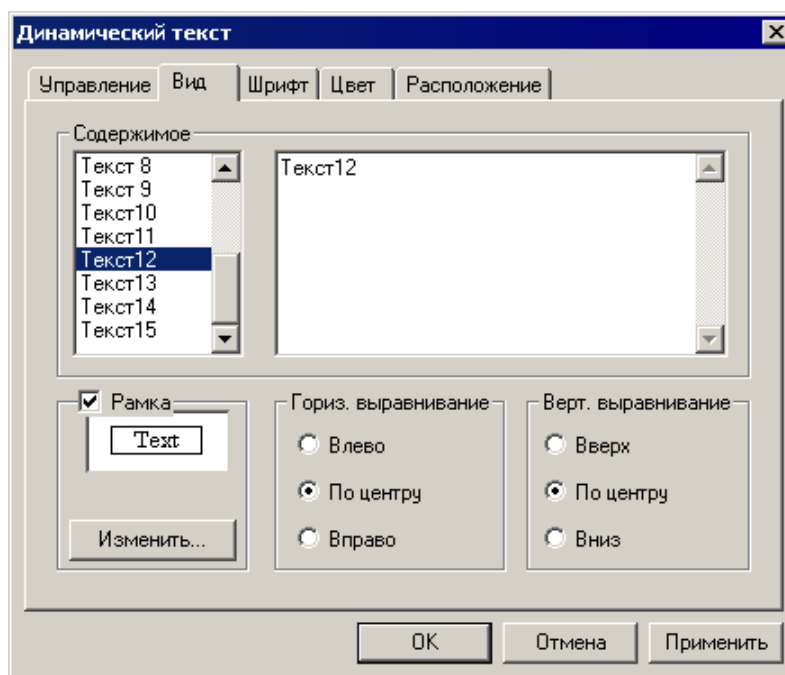 Динамический текст
Управление Вид Шрифт Цвет Расположение
Содержимое
Текст 8
Текст 9
Текст10
Текст11
Текст12
Текст13
Текст14
Текст15
Текст12
Рамка
Text
Изменить...
Гориз. выравнивание
Влево
По центру
Вправо
Верт. выравнивание
Вверх
По центру
Вниз
OK Отмена Применить